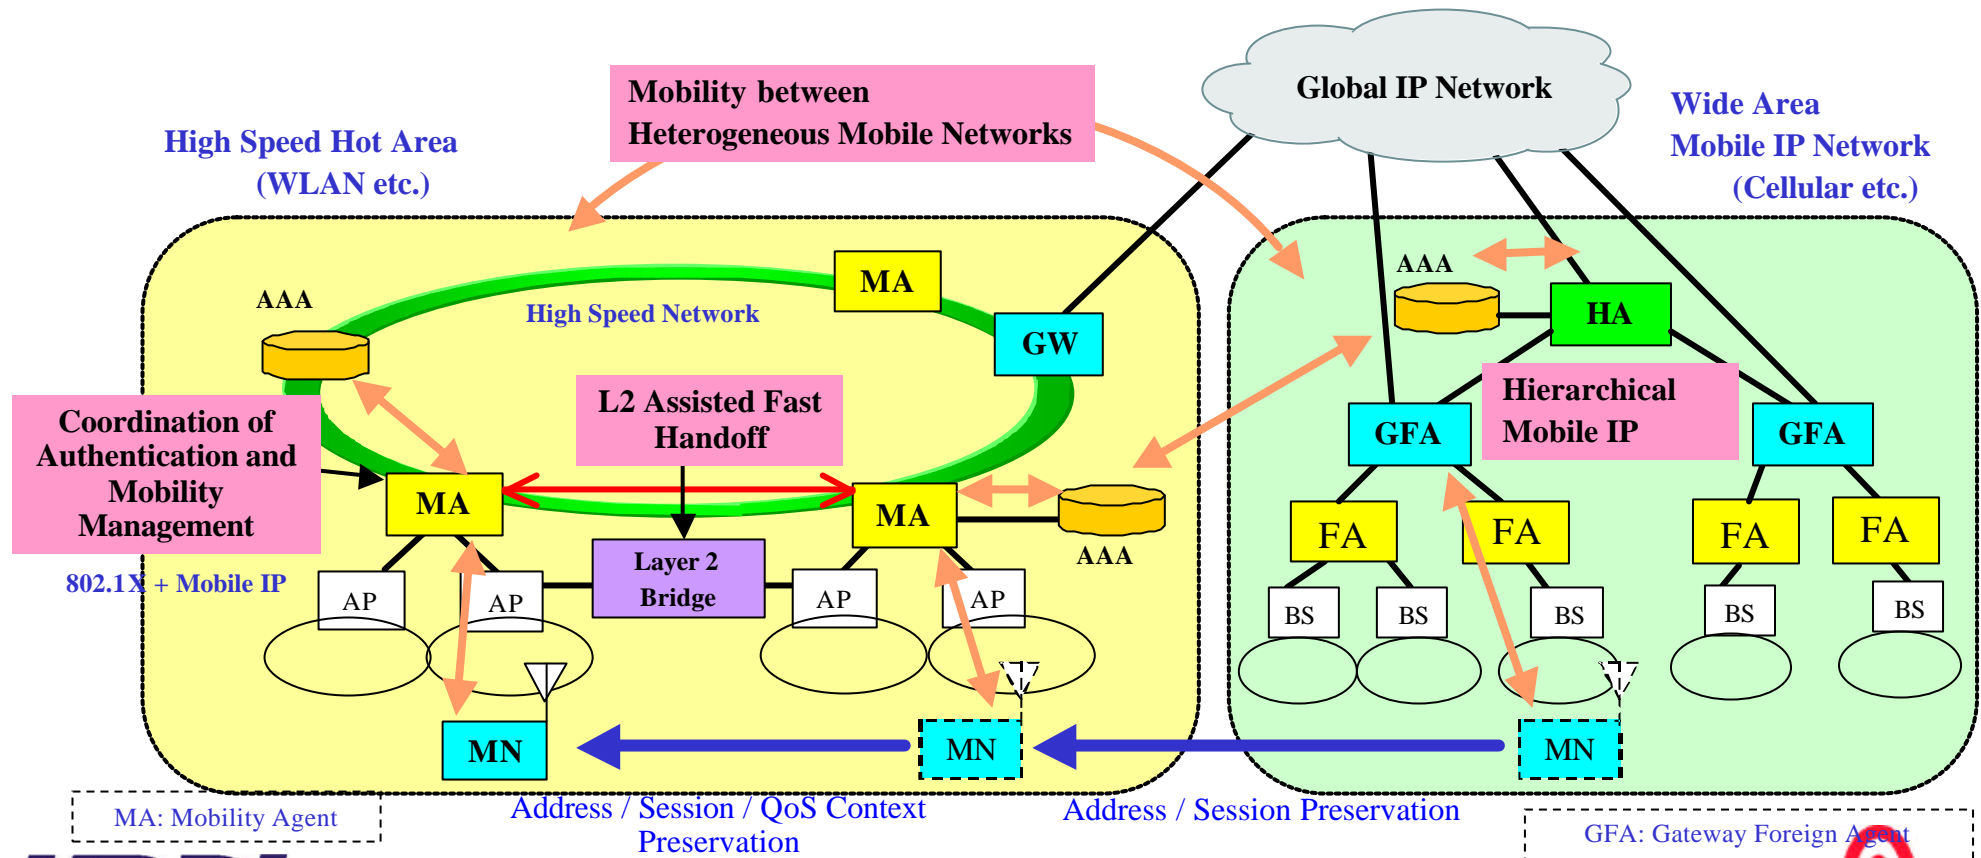 Global IP Network
Mobility between
Heterogeneous Mobile Networks
Wide Area
Mobile IP Network
(Cellular etc.)
High Speed Hot Area
(WLAN etc.)
AAA
MA
High Speed Network
GW
AAA
HA
L2 Assisted Fast
Handoff
Coordination of
Authentication and
Mobility
Management
Hierarchical
Mobile IP
GFA
GFA
MA
MA
AAA
Layer 2
Bridge
FA
FA
FA
FA
802.1X + Mobile IP
AP
AP
AP
AP
BS
BS
BS
BS
BS
MN
MN
MN
Address / Session / QoS Context
Preservation
Address / Session Preservation
MA: Mobility Agent
GFA: Gateway Foreign Agent